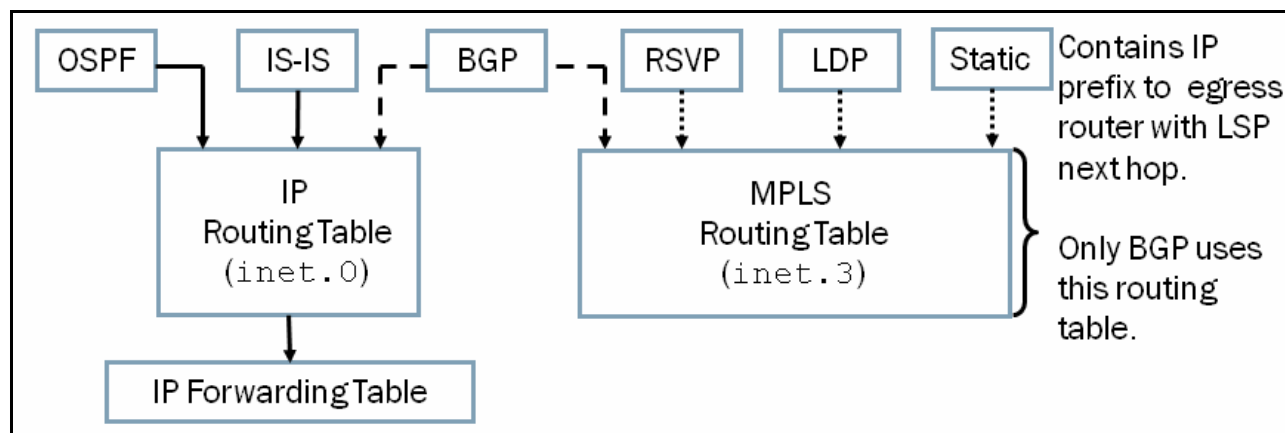 OSPF
IS-IS
BGP
RSVP
LDP
Static
Contains IP
prefix to egress
router with LSP
next hop.
IP
Routing Table
(inet.0)
MPLS
Routing Table
(inet.3)
Only BGP uses
this routing
table.
IP Forwarding Table